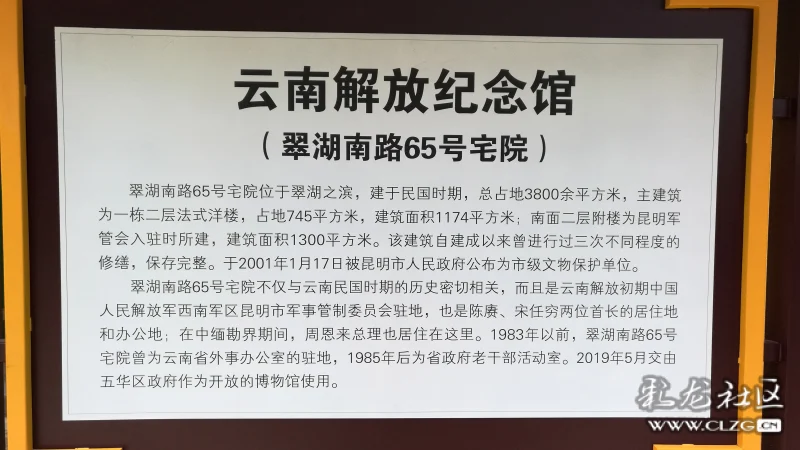 云南解放纪念馆
（翠湖南路65号宅院）
翠湖南路65号宅院位于翠湖之滨，建于民国时期，总占地3800余平方米，主建筑
为一栋二层法式洋楼，占地745平方米，建筑面积1174平方米；南面二层附楼为昆明军
管会入驻时所建，建筑面积1300平方米。该建筑自建成以来曾进行过三次不同程度的
修缮，保存完整。于2001年1月17日被昆明市人民政府公布为市级文物保护单位。
翠湖南路65号宅院不仅与云南民国时期的历史密切相关，而且是云南解放初期中国
人民解放军西南军区昆明市军事管制委员会驻地，也是陈赓、宋任穷两位首长的居住地
和办公地；在中缅勘界期间，周恩来总理也居住在这里。1983年以前，翠湖南路65号
宅院曾为云南省外事办公室的驻地，1985年后为省政府老干部活动室。2019年5月交由
五华区政府作为开放的博物馆使用。
彩龙社区
WWW.CLZG.CN